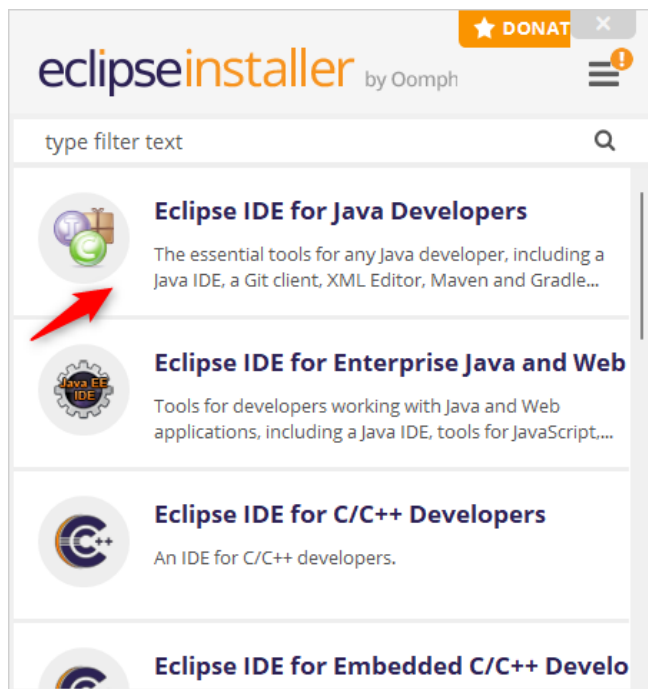 DONAT
eclipseinstaller by Oomph
type filter text
Eclipse IDE for Java Developers
The essential tools for any Java developer, including a
Java IDE, a Git client, XML Editor, Maven and Gradle...
Java EE
IDE
Eclipse IDE for Enterprise Java and Web
Tools for developers working with Java and Web
applications, including a Java IDE, tools for JavaScript,...
C++
Eclipse IDE for C/C++ Developers
An IDE for C/C++ developers.
Eclipse IDE for Embedded C/C++ Develo